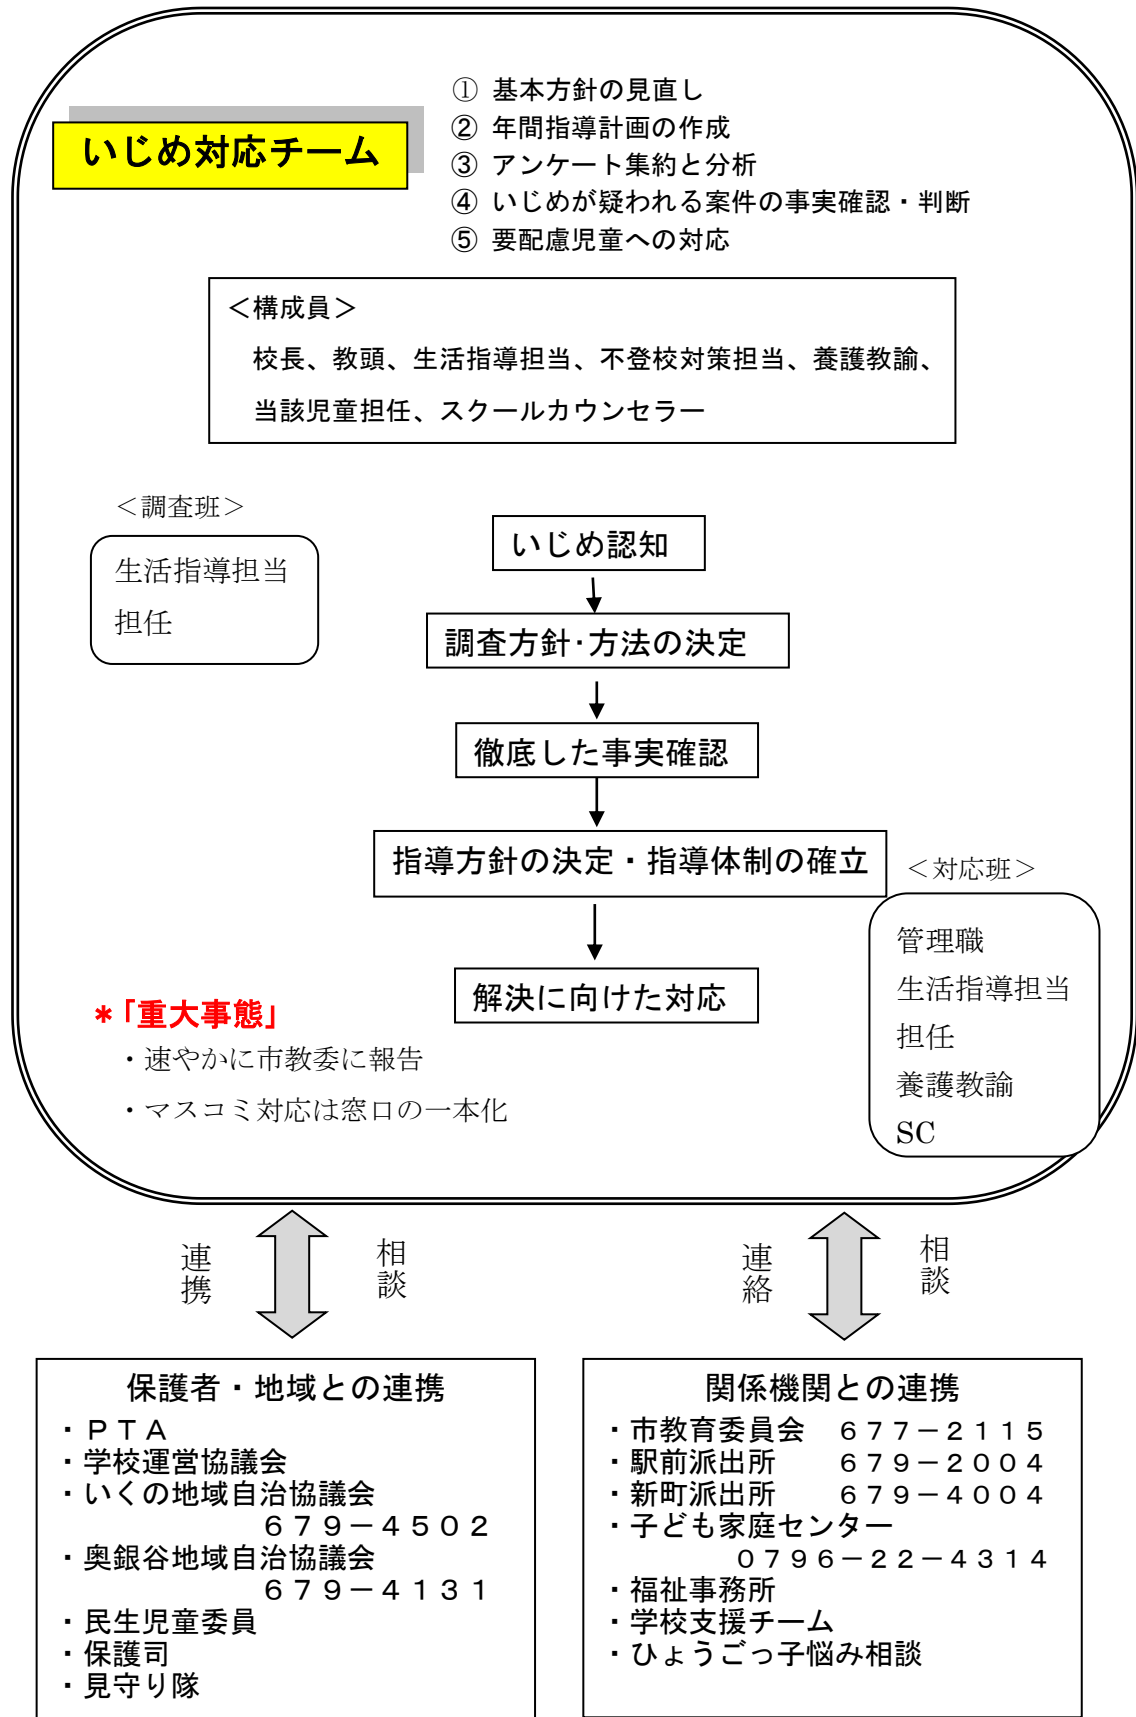 いじめ対応チーム
① 基本方針の見直し
② 年間指導計画の作成
③ アンケート集約と分析
④ いじめが疑われる案件の事実確認・判断
⑤ 要配慮児童への対応
＜構成員＞
校長、教頭、生活指導担当、不登校対策担当、養護教諭、
当該児童担任、スクールカウンセラー
＜調査班＞
生活指導担当
担任
いじめ認知
調査方針・方法の決定
徹底した事実確認
指導方針の決定・指導体制の確立
解決に向けた対応
＜対応班＞
管理職
生活指導担当
担任
養護教諭
SC
＊「重大事態」
・速やかに市教委に報告
・マスコミ対応は窓口の一本化
連携
相談
連絡
相談
保護者・地域との連携
・ＰＴＡ
・学校運営協議会
・いくの地域自治協議会
６７９－４５０２
・奥銀谷地域自治協議会
６７９－４１３１
・民生児童委員
・保護司
・見守り隊
関係機関との連携
・市教育委員会　６７７－２１１５
・駅前派出所　６７９－２００４
・新町派出所　６７９－４００４
・子ども家庭センター
０７９６－２２－４３１４
・福祉事務所
・学校支援チーム
・ひょうごっ子悩み相談